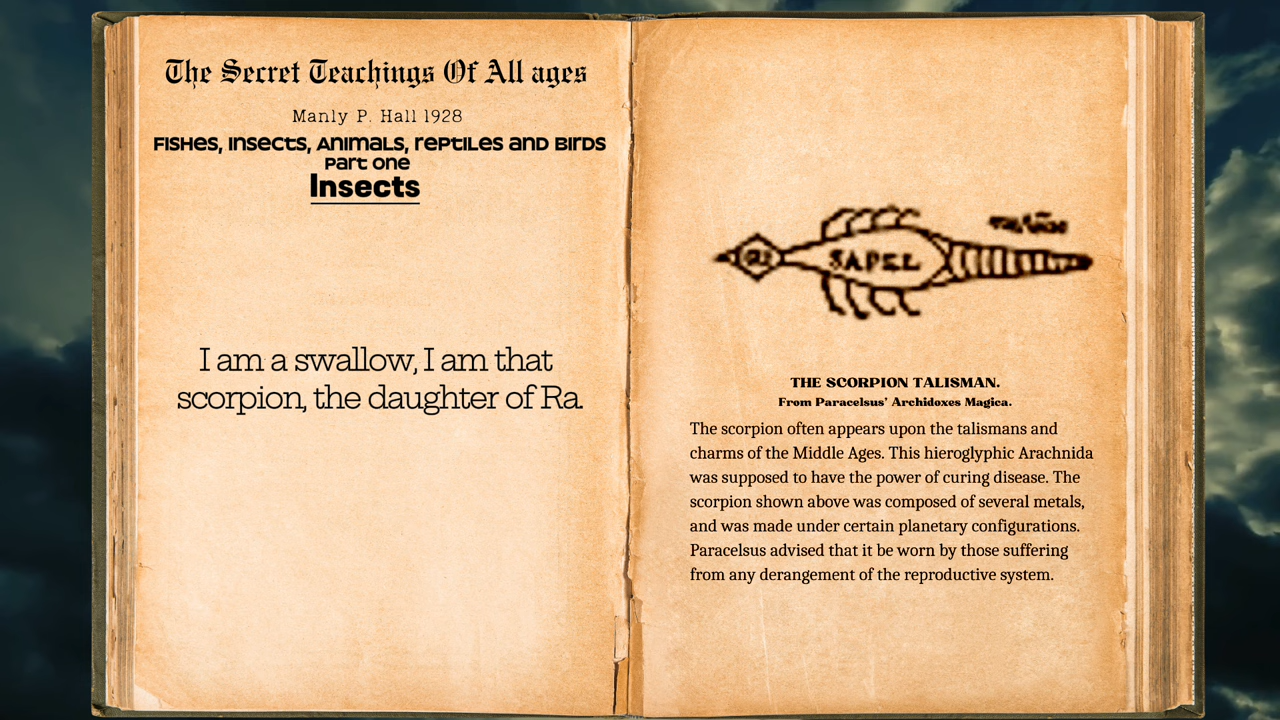 The Secret Teachings Of All ages
Manly P. Hall 1928
Fishes, Insects, Animals, reptiles and Birds
Part one
Insects
I am a swallow, I am that
scorpion, the daughter of Ra.
SAPEL
THE SCORPION TALISMAN.
From Paracelsus' Archidoxes Magica.
The scorpion often appears upon the talismans and
charms of the Middle Ages. This hieroglyphic Arachnida
was supposed to have the power of curing disease. The
scorpion shown above was composed of several metals,
and was made under certain planetary configurations.
Paracelsus advised that it be worn by those suffering
from any derangement of the reproductive system.